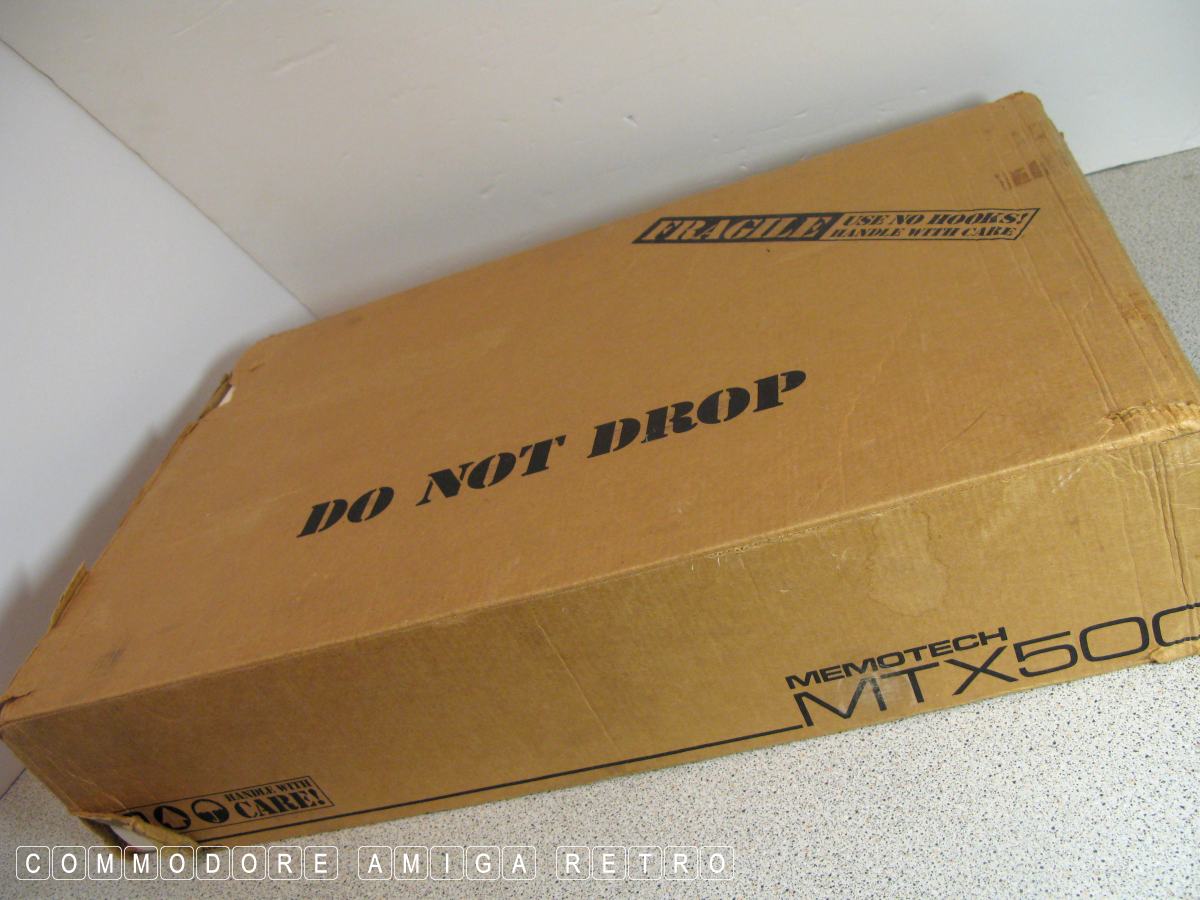 FRAGILE USE NO HOOKS!
HANDLE WITH CARE
DO NOT DROP
MEMOTECH
MTX500
HANDLE WITH
CARE!
COMMODORE AMIGA RETRO